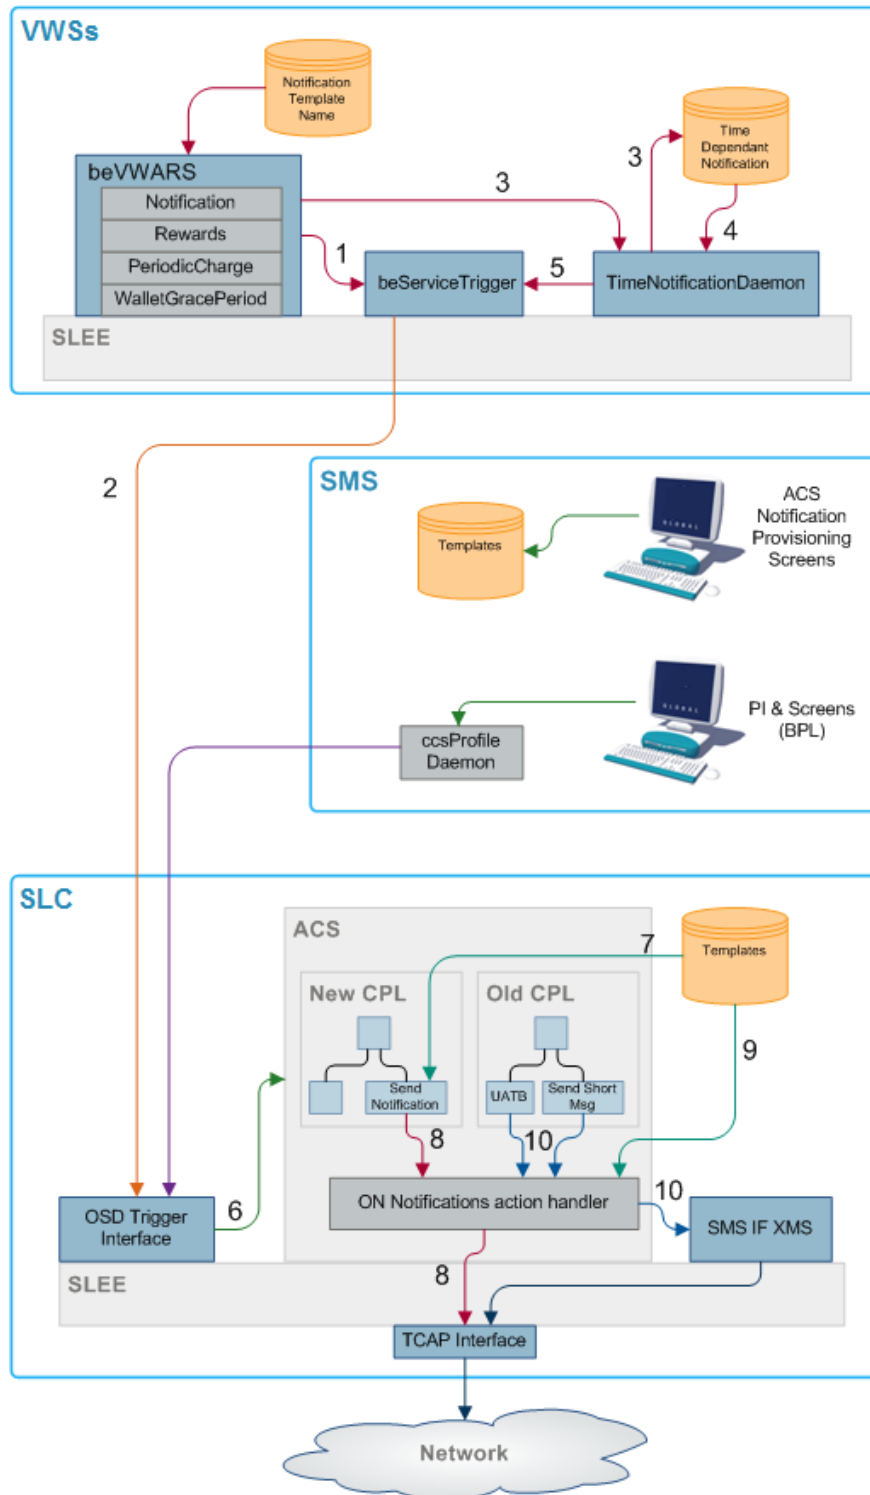 VWSs
Notification
Template
Name
Time
Dependant
Notification
3
beVWARS
3
Notification
Rewards
PeriodicCharge
WalletGracePeriod
1
beServiceTrigger
5
4
TimeNotificationDaemon
SLEE
2
SMS
Templates
ACS
Notification
Provisioning
Screens
GLOBAL
ccsProfile
Daemon
PI & Screens
(BPL)
GLOBAL
SLC
ACS
7
Templates
New CPL
Old CPL
Send
Notification
UATB
Send Short
Msg
9
8
10
6
OSD Trigger
Interface
ON Notifications action handler
10
SMS IF XMS
SLEE
8
TCAP Interface
Network